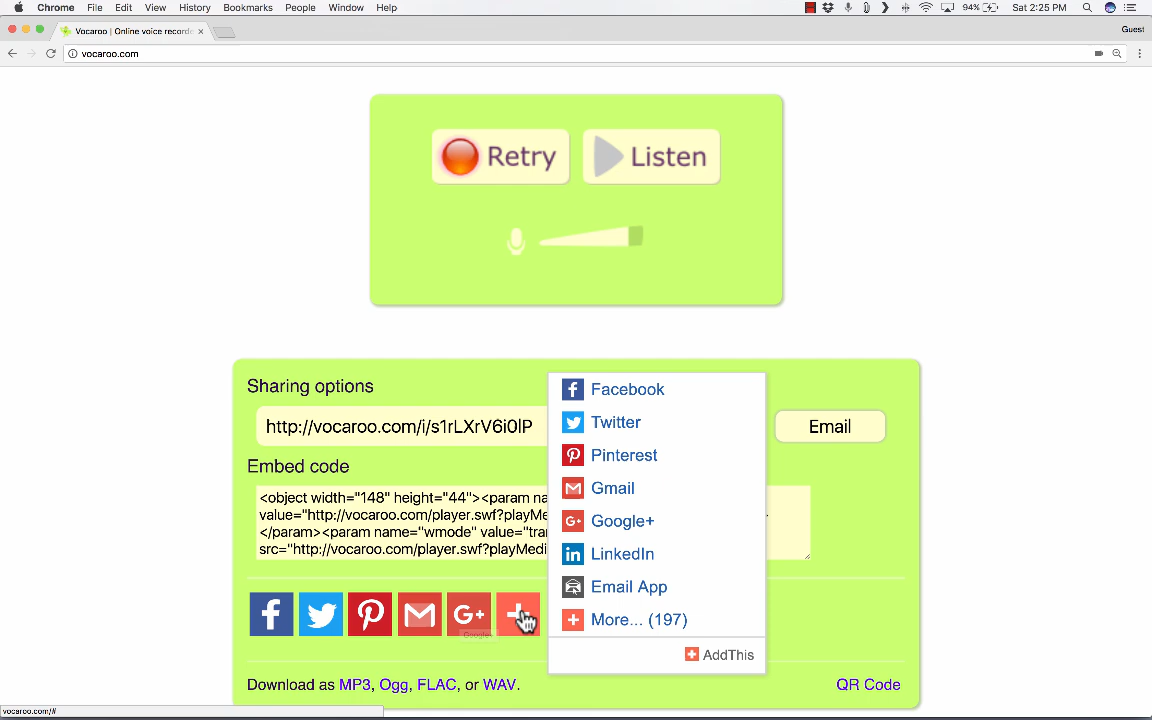 Chrome File Edit View History Bookmarks People Window Help 94% Sat 2:25 PM
Vocaroo | Online voice recorde Guest
vocaroo.com
Retry Listen
Sharing options
http://vocaroo.com/i/s1rLXrV6i0lP
Email
Embed code
<object width="148" height="44"><param na
value="http://vocaroo.com/player.swf?playMe
</param><param name="wmode" value="tran
src="http://vocaroo.com/player.swf?playMedi
Facebook
Twitter
Pinterest
Gmail
Google+
LinkedIn
Email App
More... (197)
AddThis
Google+
Download as MP3, Ogg, FLAC, or WAV.
QR Code
vocaroo.com/#